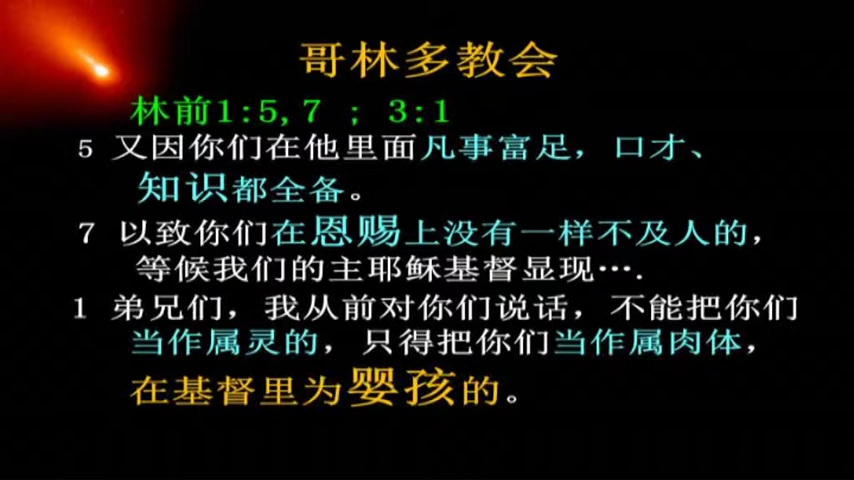 哥林多教会
林前1:5,7 ; 3:1
5 又因你们在他里面凡事富足，口才、
知识都全备。
7 以致你们在恩赐上没有一样不及人的，
等候我们的主耶稣基督显现….
1 弟兄们，我从前对你们说话，不能把你们
当作属灵的，只得把你们当作属肉体，
在基督里为婴孩的。